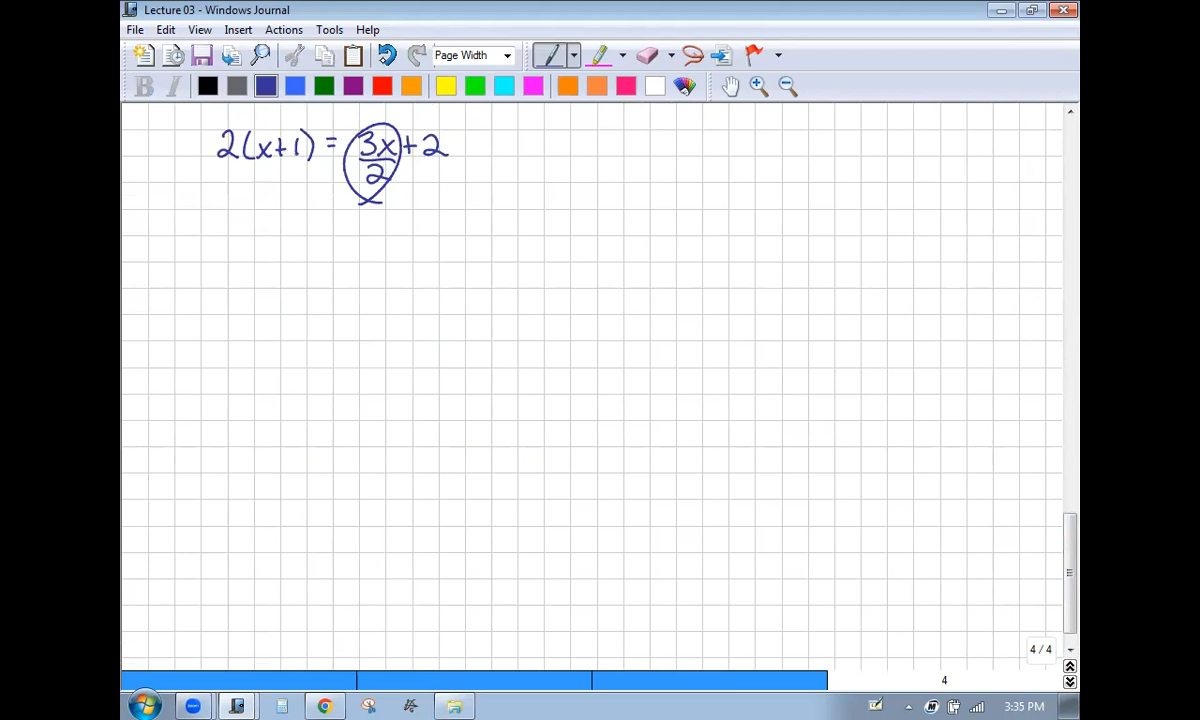 Lecture 03 - Windows Journal
File Edit View Insert Actions Tools Help
Page Width
B I
2(x+1) = 3x/2 + 2
4 / 4
4
3:35 PM